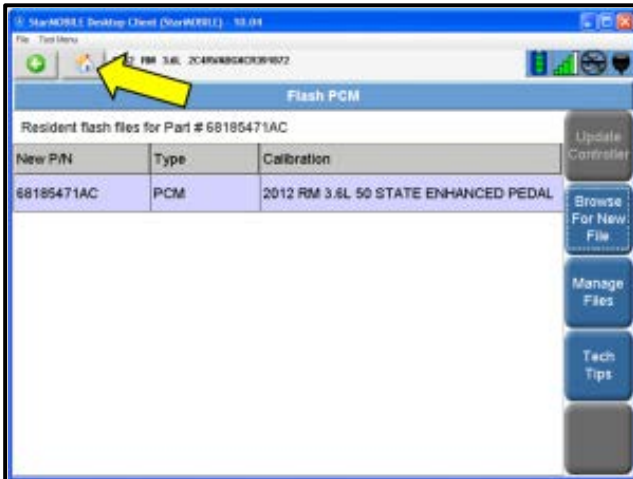 StarMOBILE Desktop Client (StarMOBILE) - 10.04
File Tool Menu
RM 3.6L
Flash PCM
Resident flash files for Part # 68185471AC
New P/N Type Calibration
68185471AC PCM 2012 RM 3.6L 50 STATE ENHANCED PEDAL
Update
Controller
Browse
For New
File
Manage
Files
Tech
Tips